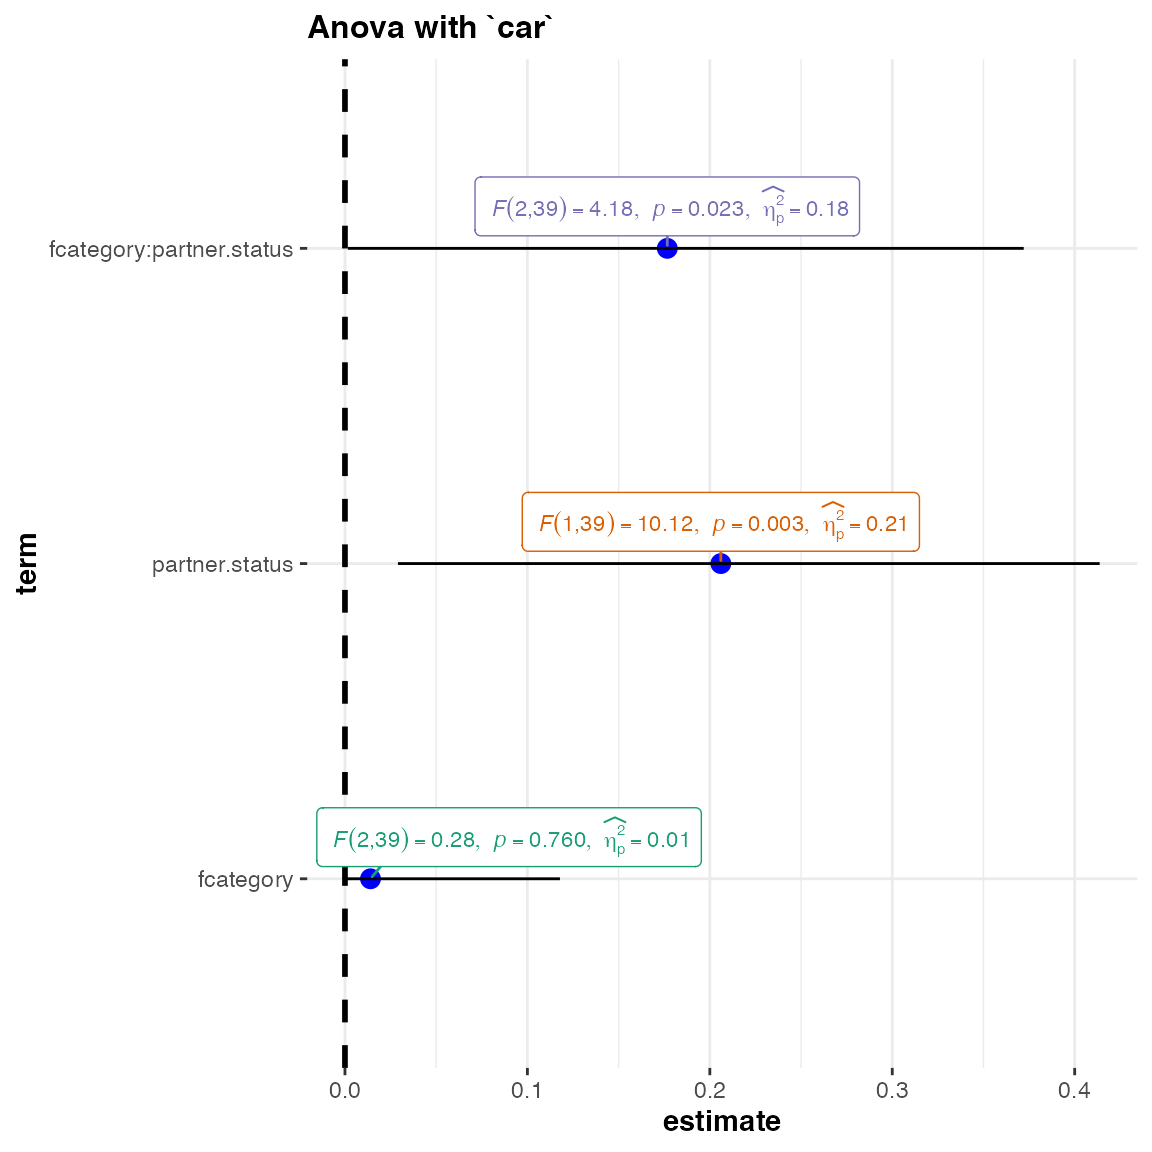 Anova with `car`
F(2,39) = 4.18, p = 0.023, η̂²ₚ = 0.18
fcategory:partner.status
F(1,39) = 10.12, p = 0.003, η̂²ₚ = 0.21
partner.status
term
F(2,39) = 0.28, p = 0.760, η̂²ₚ = 0.01
fcategory
0.0 0.1 0.2 0.3 0.4
estimate